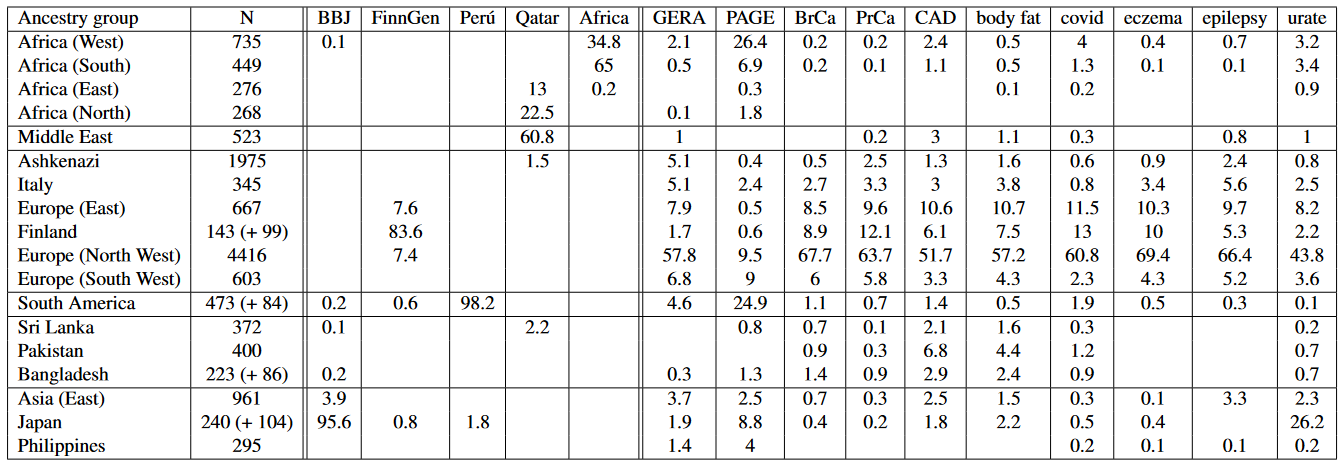 Ancestry group N BBJ FinnGen Perú Qatar Africa GERA PAGE BrCa PrCa CAD body fat covid eczema epilepsy urate
Africa (West) 735 0.1 34.8 2.1 26.4 0.2 0.2 2.4 0.5 4 0.4 0.7 3.2
Africa (South) 449 65 0.5 6.9 0.2 0.1 1.1 0.5 1.3 0.1 0.1 3.4
Africa (East) 276 13 0.2 0.3 0.1 0.2 0.9
Africa (North) 268 22.5 0.1 1.8
Middle East 523 60.8 1 0.2 3 1.1 0.3 0.8 1
Ashkenazi 1975 1.5 5.1 0.4 0.5 2.5 1.3 1.6 0.6 0.9 2.4 0.8
Italy 345 5.1 2.4 2.7 3.3 3 3.8 0.8 3.4 5.6 2.5
Europe (East) 667 7.6 7.9 0.5 8.5 9.6 10.6 10.7 11.5 10.3 9.7 8.2
Finland 143 (+ 99) 83.6 1.7 0.6 8.9 12.1 6.1 7.5 13 10 5.3 2.2
Europe (North West) 4416 7.4 57.8 9.5 67.7 63.7 51.7 57.2 60.8 69.4 66.4 43.8
Europe (South West) 603 6.8 9 6 5.8 3.3 4.3 2.3 4.3 5.2 3.6
South America 473 (+ 84) 0.2 0.6 98.2 4.6 24.9 1.1 0.7 1.4 0.5 1.9 0.5 0.3 0.1
Sri Lanka 372 0.1 2.2 0.8 0.7 0.1 2.1 1.6 0.3 0.2
Pakistan 400 0.9 0.3 6.8 4.4 1.2 0.7
Bangladesh 223 (+ 86) 0.2 0.3 1.3 1.4 0.9 2.9 2.4 0.9 0.7
Asia (East) 961 3.9 3.7 2.5 0.7 0.3 2.5 1.5 0.3 0.1 3.3 2.3
Japan 240 (+ 104) 95.6 0.8 1.8 1.9 8.8 0.4 0.2 1.8 2.2 0.5 0.4 26.2
Philippines 295 1.4 4 0.2 0.1 0.1 0.2